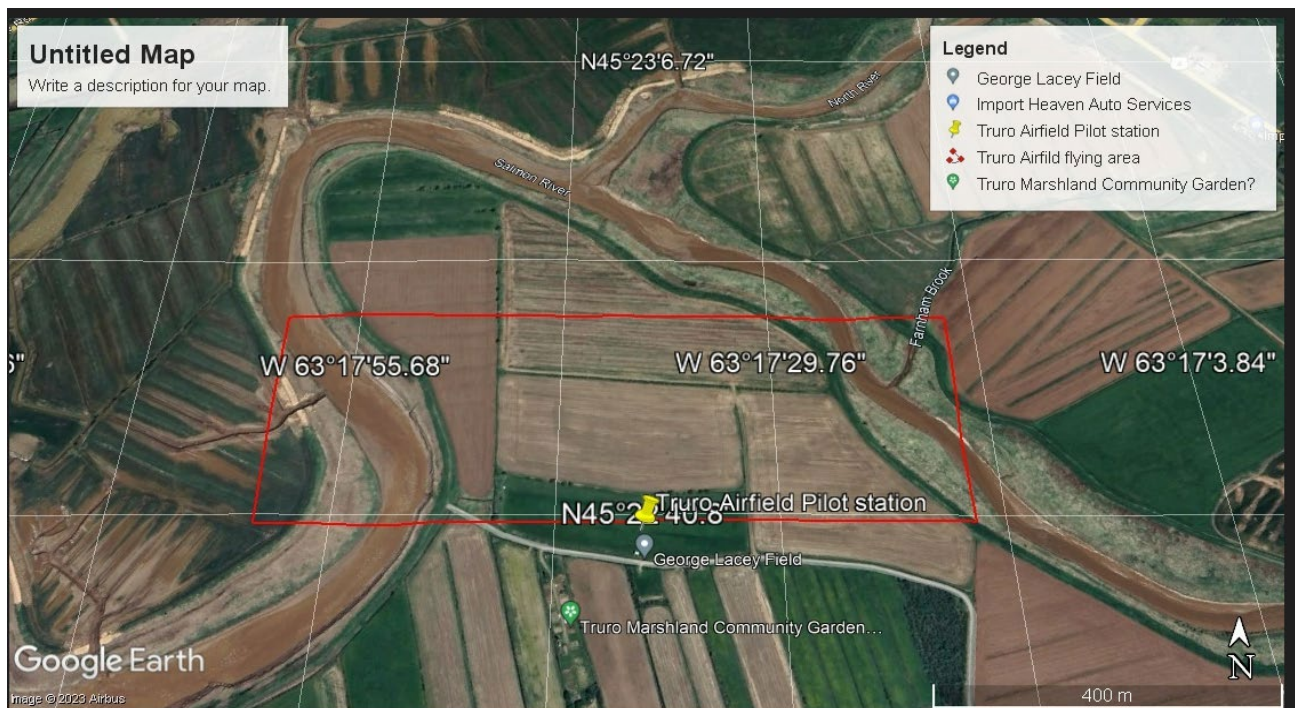 Untitled Map
Write a description for your map.
N45°23'6.72"
Legend
George Lacey Field
Import Heaven Auto Services
Truro Airfield Pilot station
Truro Airfild flying area
Truro Marshland Community Garden?
North River
Salmon River
Farnham Brook
W 63°17'55.68"
W 63°17'29.76"
W 63°17'3.84"
Truro Airfield Pilot station
George Lacey Field
Truro Marshland Community Garden...
Google Earth
Image © 2023 Airbus
N
400 m